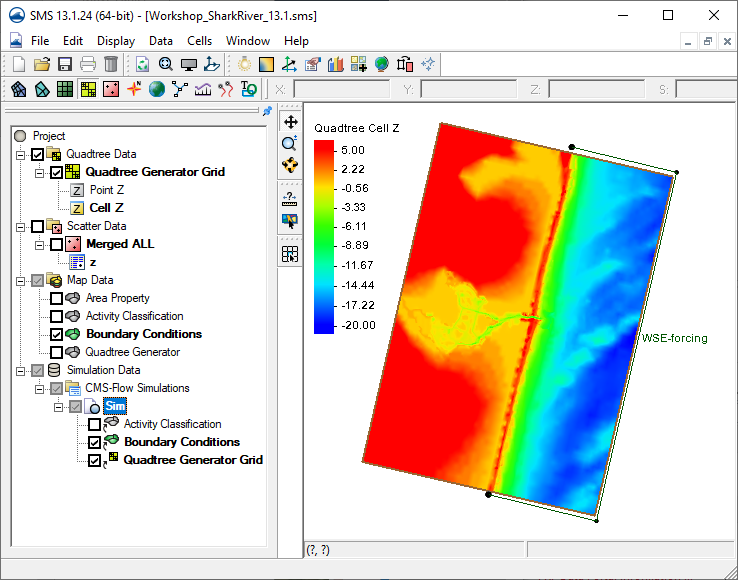 SMS 13.1.24 (64-bit) - [Workshop_SharkRiver_13.1.sms]
File Edit Display Data Cells Window Help
X: Y: Z: S:
Project
Quadtree Data
Quadtree Generator Grid
Z Point Z
Z Cell Z
Scatter Data
Merged ALL
z
Map Data
Area Property
Activity Classification
Boundary Conditions
Quadtree Generator
Simulation Data
CMS-Flow Simulations
Sim
Activity Classification
Boundary Conditions
Quadtree Generator Grid
Quadtree Cell Z
5.00
2.22
-0.56
-3.33
-6.11
-8.89
-11.67
-14.44
-17.22
-20.00
WSE-forcing
(?, ?)